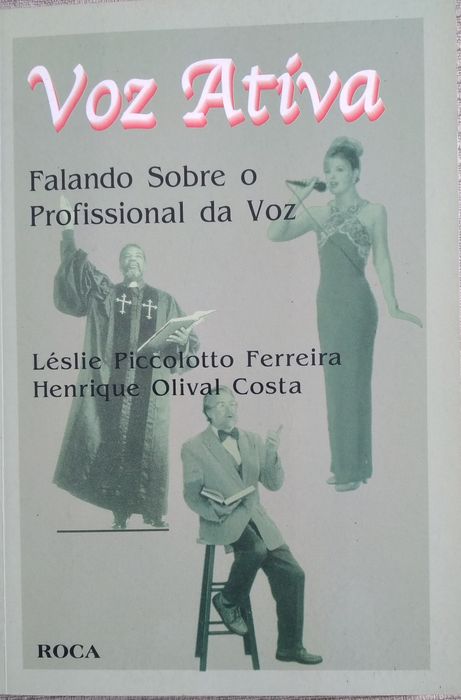 Voz Ativa
Falando Sobre o
Profissional da Voz
Léslie Piccolotto Ferreira
Henrique Olival Costa
ROCA